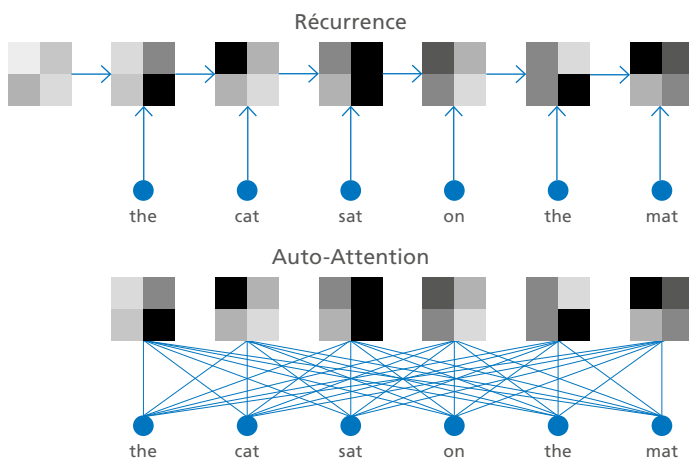 Récurrence
the cat sat on the mat
Auto-Attention
the cat sat on the mat